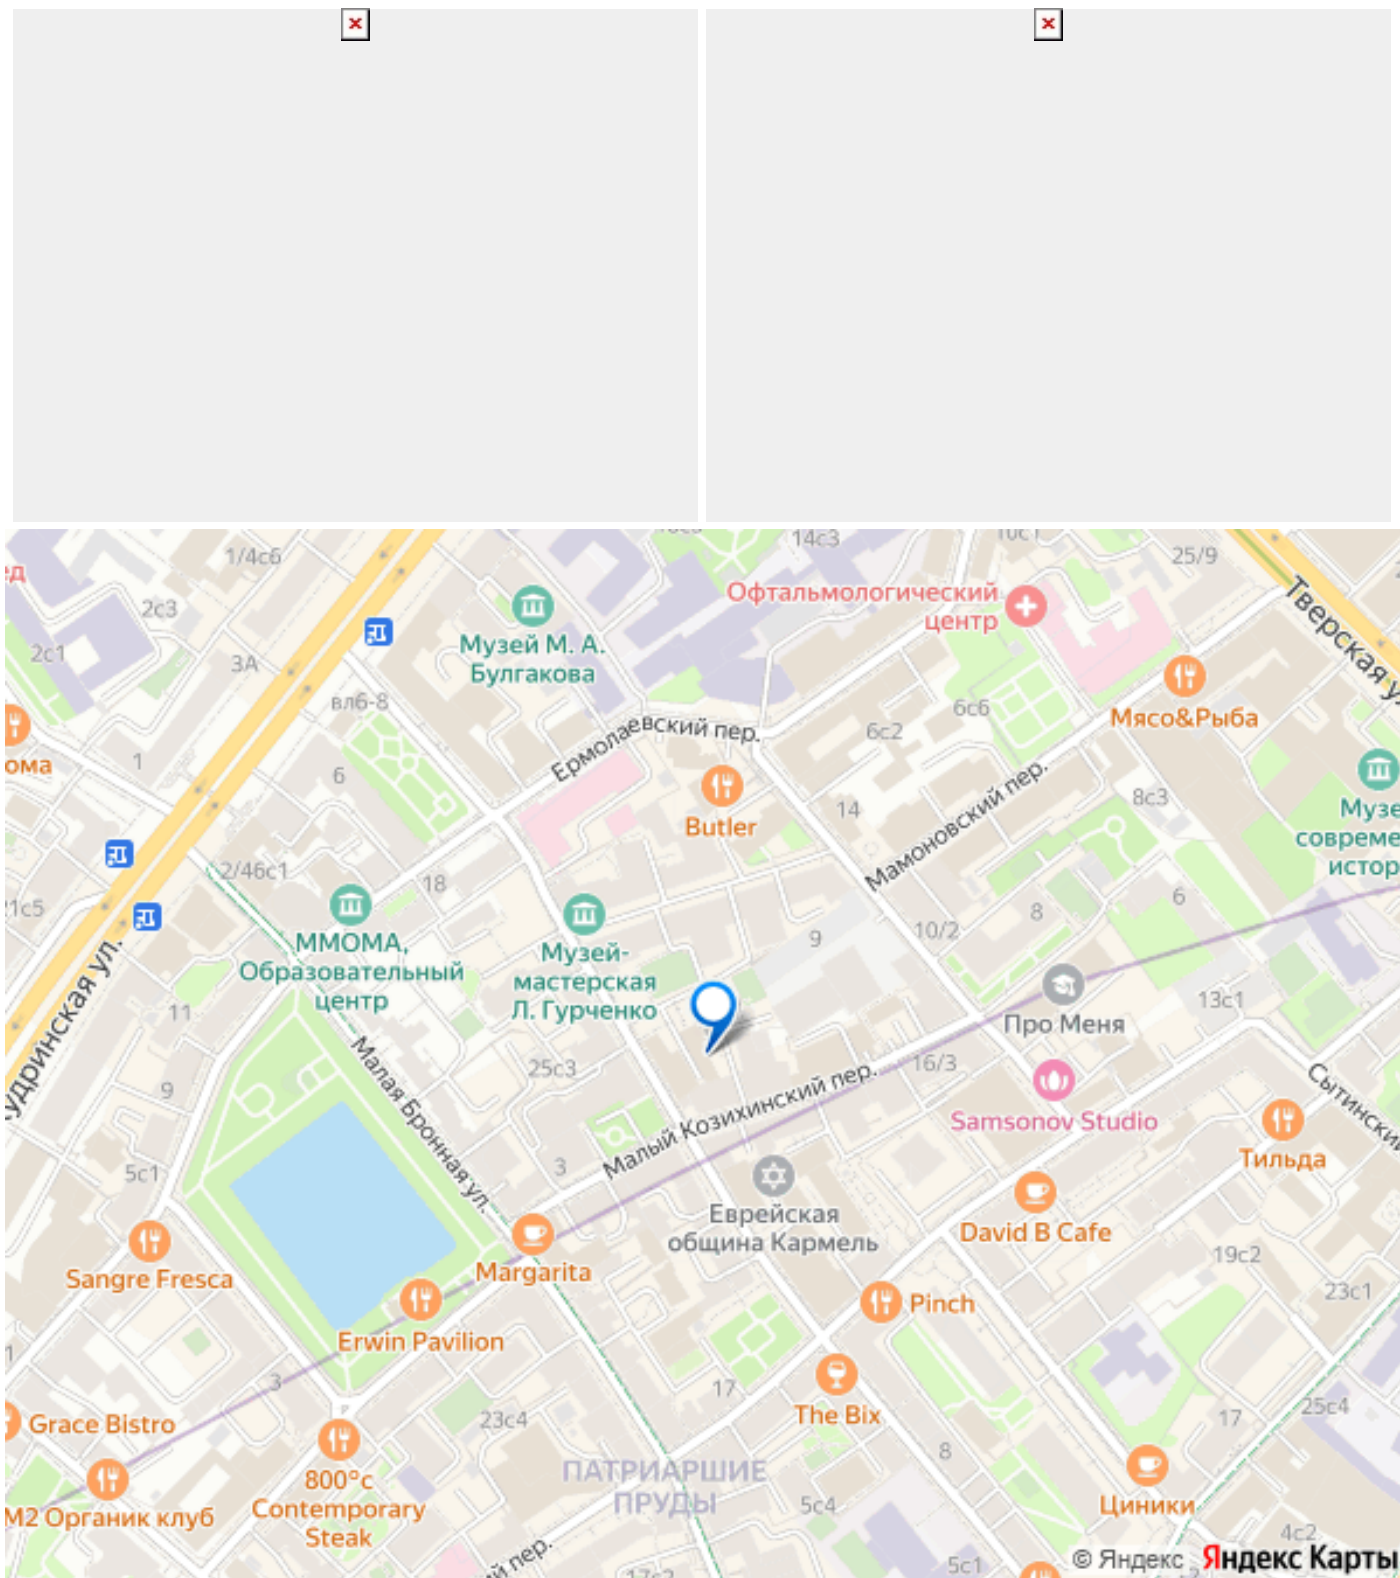 14с3
25/9
1/4с6
Офтальмологический
центр
2с3
Тверская
Музей М. А.
Булгакова
2с1
3А
вл6-8
6с6
Мясо&Рыба
6с2
Ермолаевский пер.
ома
1
6
Мамоновский пер.
8с3
14
Butler
2/46с1
18
6
8
10/2
9
ММОМА,
Образовательный
центр
Музей-
мастерская
Л. Гурченко
11
13с1
Про Меня
25с3
16/3
Малая Бронная ул.
9
Малый Козихинский пер.
Samsonov Studio
5с1
3
Тильда
Еврейская
община Кармель
David B Cafe
19с2
Sangre Fresca
Margarita
23с1
Pinch
Erwin Pavilion
3
17
The Bix
Grace Bistro
23с4
17
25с4
8
ПАТРИАРШИЕ
ПРУДЫ
800°c
Contemporary
Steak
М2 Органик клуб
5с4
Циники
4с2
5с1
© Яндекс
Яндекс Карты